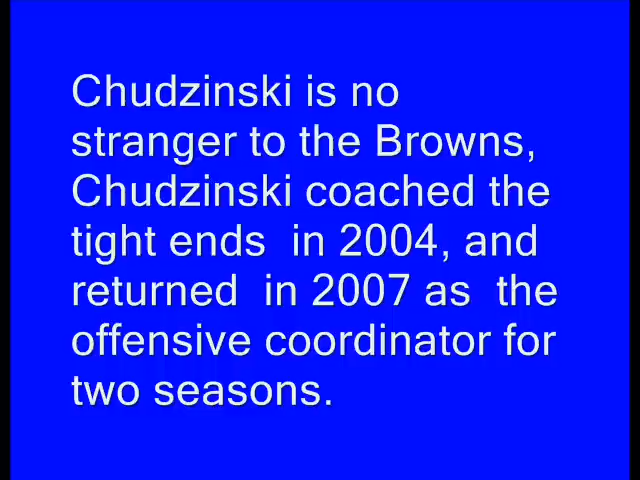 Chudzinski is no
stranger to the Browns,
Chudzinski coached the
tight ends  in 2004, and
returned  in 2007 as  the
offensive coordinator for
two seasons.